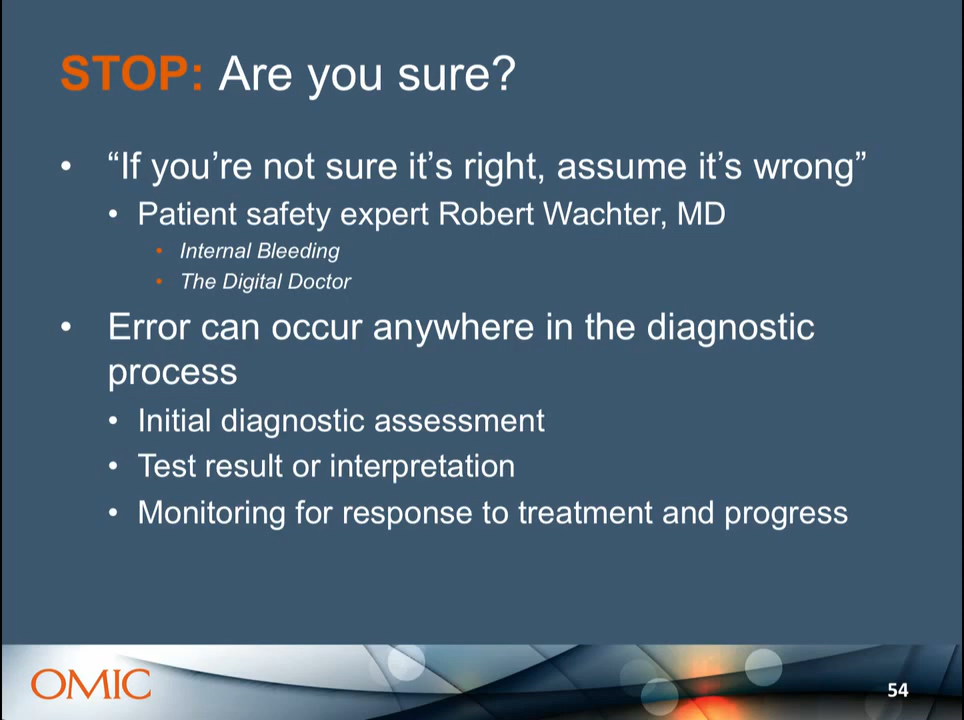 STOP: Are you sure?
• “If you’re not sure it’s right, assume it’s wrong”
• Patient safety expert Robert Wachter, MD
• Internal Bleeding
• The Digital Doctor
• Error can occur anywhere in the diagnostic
process
• Initial diagnostic assessment
• Test result or interpretation
• Monitoring for response to treatment and progress
OMIC
54